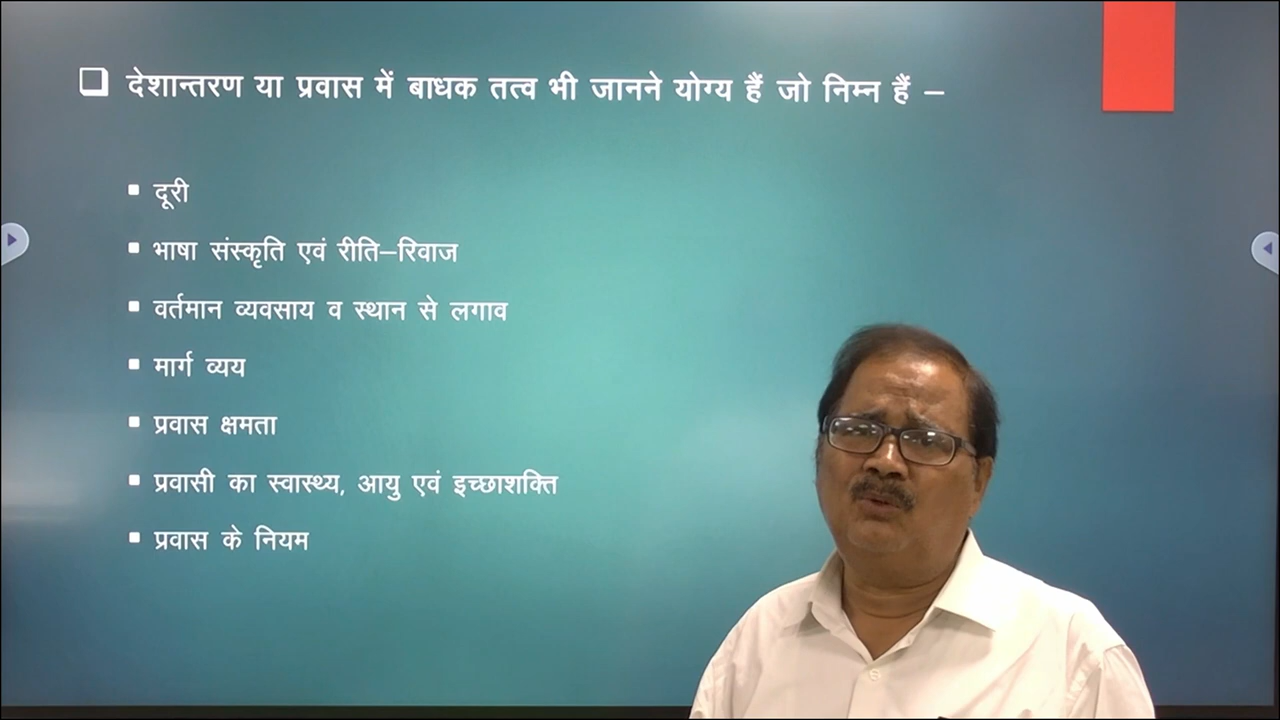 देशान्तरण या प्रवास में बाधक तत्व भी जानने योग्य हैं जो निम्न हैं –
दूरी
भाषा संस्कृति एवं रीति–रिवाज
वर्तमान व्यवसाय व स्थान से लगाव
मार्ग व्यय
प्रवास क्षमता
प्रवासी का स्वास्थ्य, आयु एवं इच्छाशक्ति
प्रवास के नियम